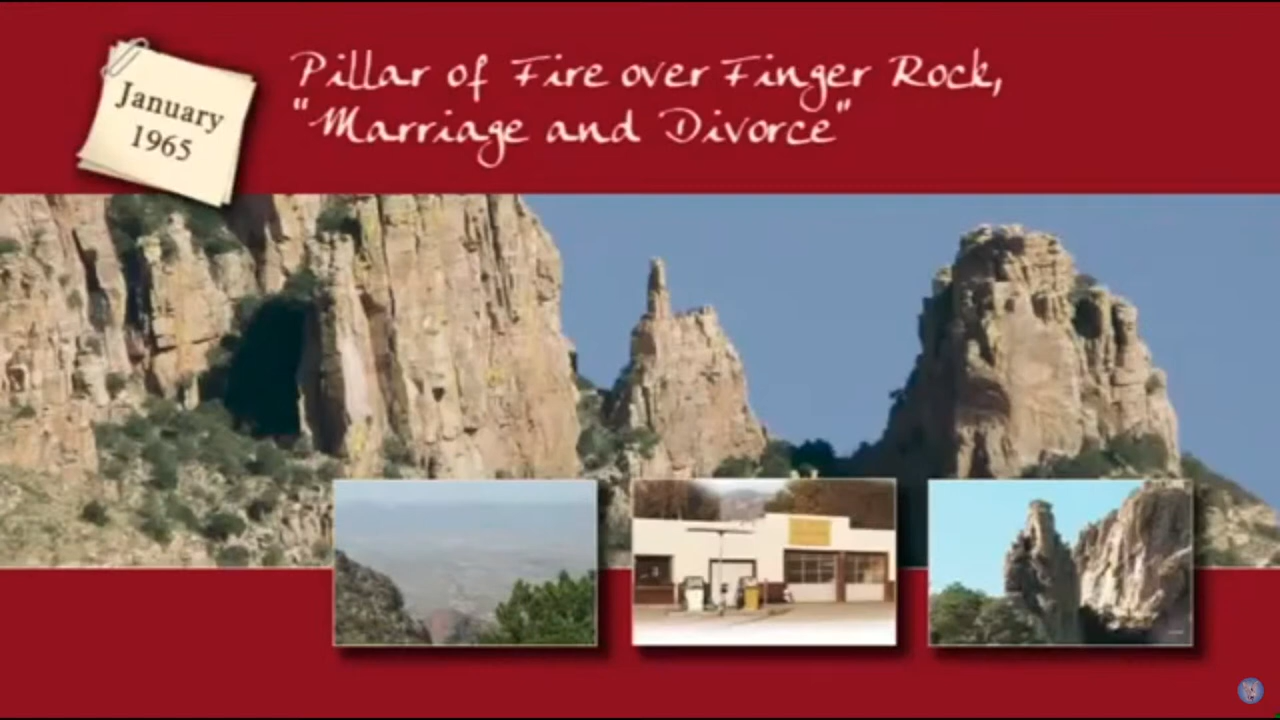 January
1965
Pillar of Fire over Finger Rock,
"Marriage and Divorce"